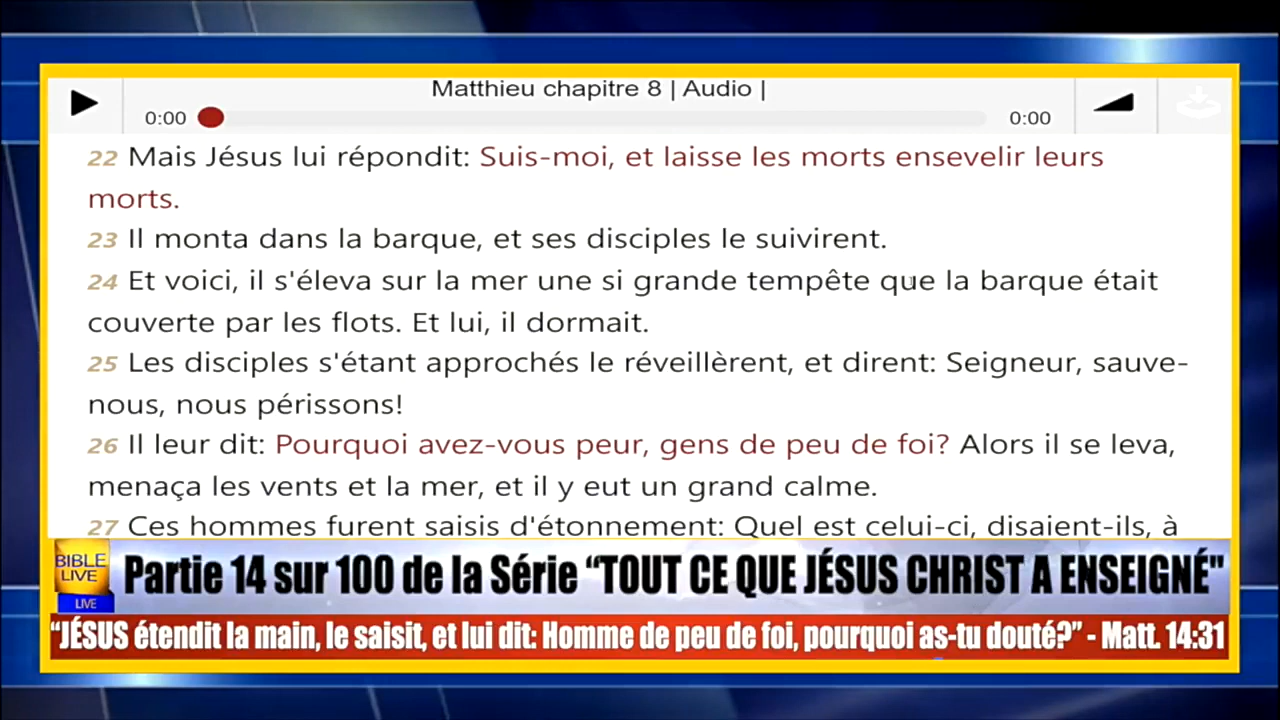 Matthieu chapitre 8 | Audio |
0:00
0:00
22 Mais Jésus lui répondit: Suis-moi, et laisse les morts ensevelir leurs
morts.
23 Il monta dans la barque, et ses disciples le suivirent.
24 Et voici, il s'éleva sur la mer une si grande tempête que la barque était
couverte par les flots. Et lui, il dormait.
25 Les disciples s'étant approchés le réveillèrent, et dirent: Seigneur, sauve-
nous, nous périssons!
26 Il leur dit: Pourquoi avez-vous peur, gens de peu de foi? Alors il se leva,
menaça les vents et la mer, et il y eut un grand calme.
27 Ces hommes furent saisis d'étonnement: Quel est celui-ci, disaient-ils, à
BIBLE
LIVE
LIVE
Partie 14 sur 100 de la Série “TOUT CE QUE JÉSUS CHRIST A ENSEIGNÉ"
“JÉSUS étendit la main, le saisit, et lui dit: Homme de peu de foi, pourquoi as-tu douté?” - Matt. 14:31